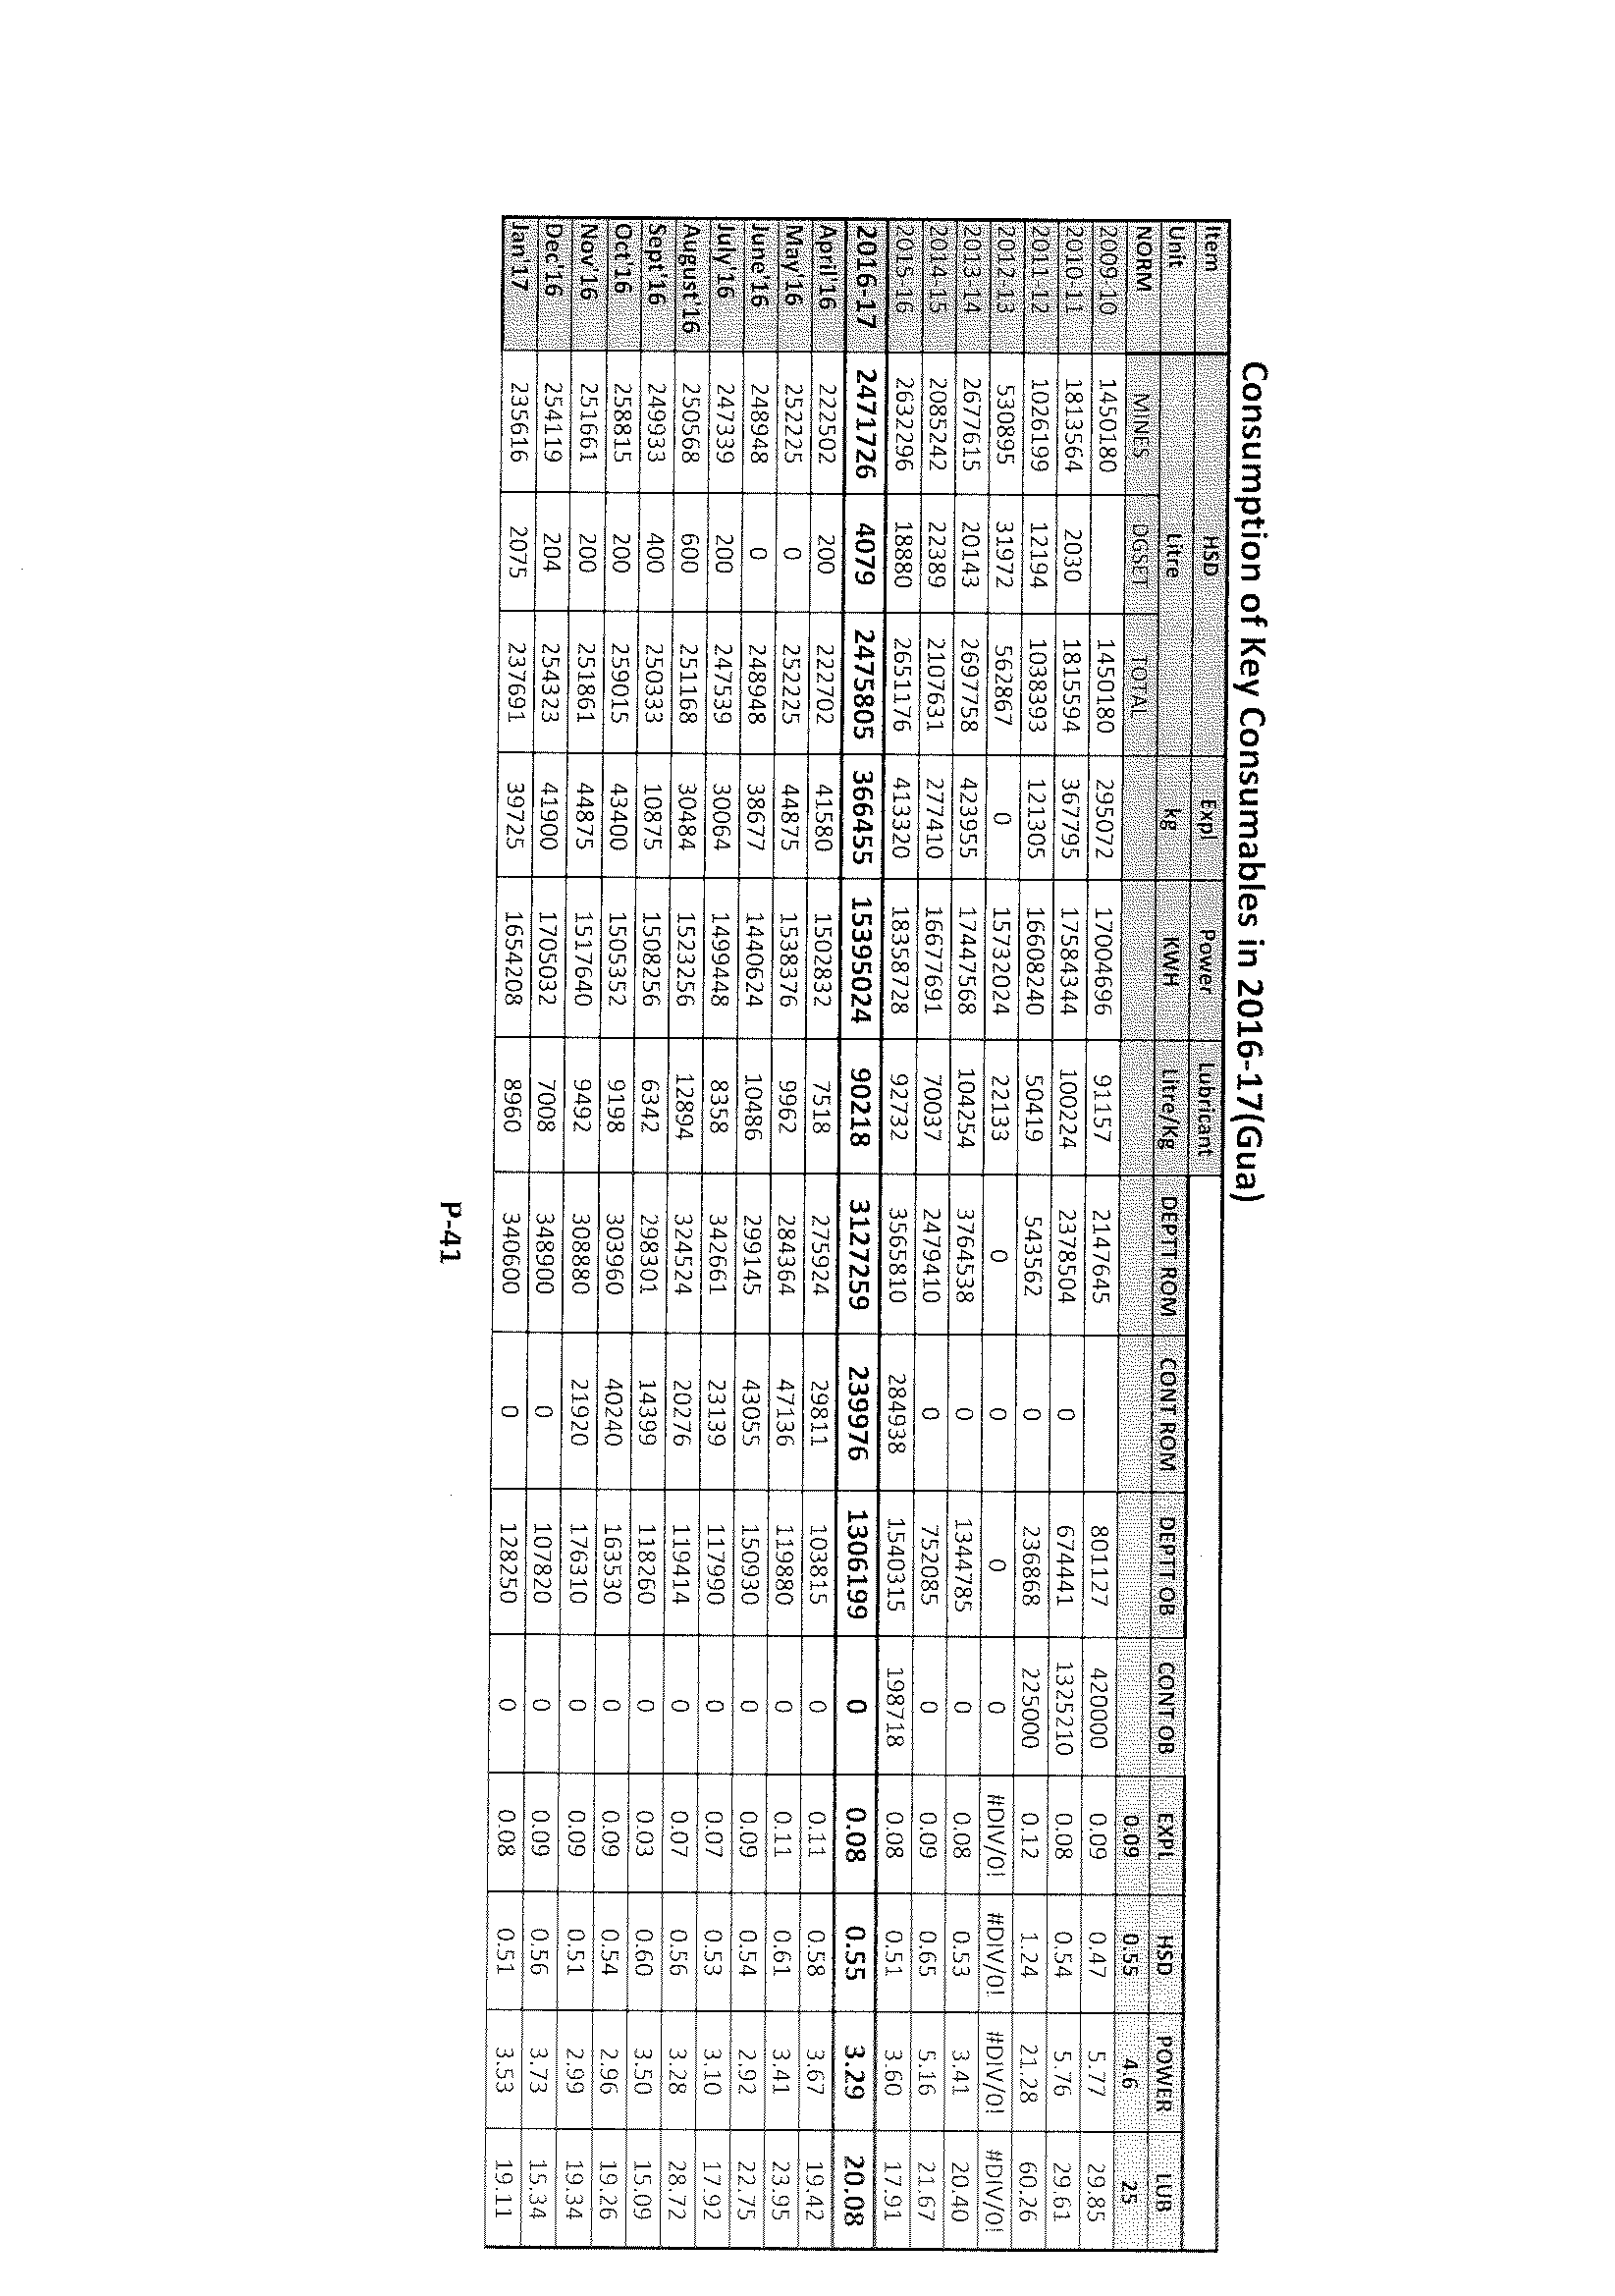 Consumption of Key Consumables in 2016-17(Gua)
Item HSD Expl Power Lubricant
Unit Litre kg KWH Litre/Kg DEPTT ROM CONT ROM DEPTT OB CONT OB EXPL HSD POWER LUB
NORM MINES DGSET TOTAL 0.09 0.55 4.6 25
2009-10 1450180 1450180 295072 17004696 91157 2147645 801127 420000 0.09 0.47 5.77 29.85
2010-11 1813564 2030 1815594 367795 17584344 100224 2378504 0 674441 1325210 0.08 0.54 5.76 29.61
2011-12 1026199 12194 1038393 121305 16608240 50419 543562 0 236868 225000 0.12 1.24 21.28 60.26
2012-13 530895 31972 562867 0 15732024 22133 0 0 0 0 #DIV/0! #DIV/0! #DIV/0! #DIV/0!
2013-14 2677615 20143 2697758 423955 17447568 104254 3764538 0 1344785 0 0.08 0.53 3.41 20.40
2014-15 2085242 22389 2107631 277410 16677691 70037 2479410 0 752085 0 0.09 0.65 5.16 21.67
2015-16 2632296 18880 2651176 413320 18358728 92732 3565810 284938 1540315 198718 0.08 0.51 3.60 17.91
2016-17 2471726 4079 2475805 366455 15395024 90218 3127259 239976 1306199 0 0.08 0.55 3.29 20.08
April'16 222502 200 222702 41580 1502832 7518 275924 29811 103815 0 0.11 0.58 3.67 19.42
May'16 252225 0 252225 44875 1538376 9962 284364 47136 119880 0 0.11 0.61 3.41 23.95
June'16 248948 0 248948 38677 1440624 10486 299145 43055 150930 0 0.09 0.54 2.92 22.75
July'16 247339 200 247539 30064 1499448 8358 342661 23139 117990 0 0.07 0.53 3.10 17.92
August'16 250568 600 251168 30484 1523256 12894 324524 20276 119414 0 0.07 0.56 3.28 28.72
Sept'16 249933 400 250333 10875 1508256 6342 298301 14399 118260 0 0.03 0.60 3.50 15.09
Oct'16 258815 200 259015 43400 1505352 9198 303960 40240 163530 0 0.09 0.54 2.96 19.26
Nov'16 251661 200 251861 44875 1517640 9492 308880 21920 176310 0 0.09 0.51 2.99 19.34
Dec'16 254119 204 254323 41900 1705032 7008 348900 0 107820 0 0.09 0.56 3.73 15.34
Jan'17 235616 2075 237691 39725 1654208 8960 340600 0 128250 0 0.08 0.51 3.53 19.11
P-41